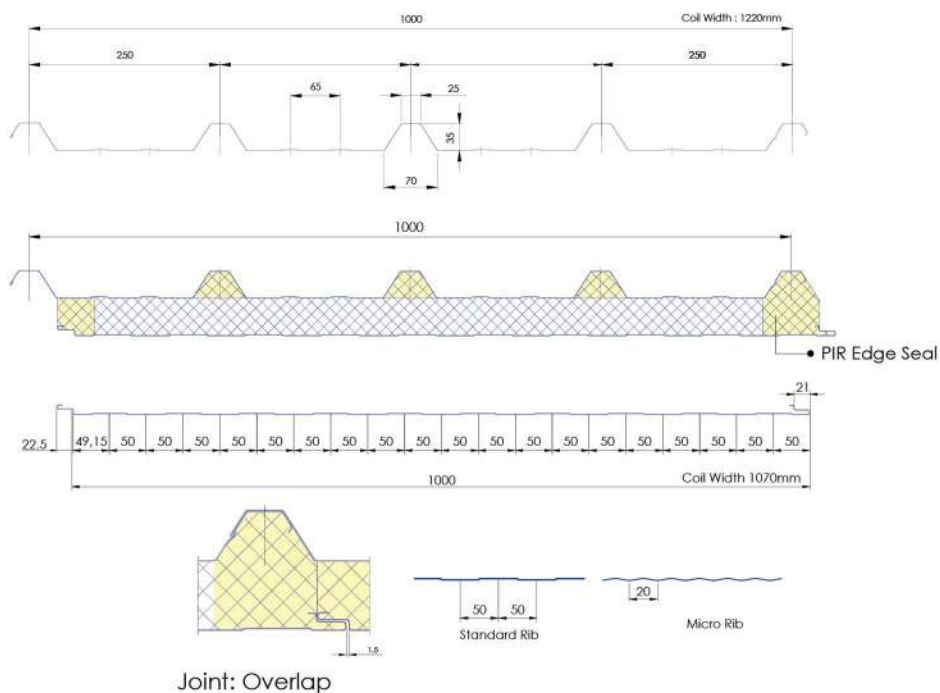 1000
Coil Width : 1220mm
250
250
65
25
35
70
1000
PIR Edge Seal
21
22.5
49,15 50 50 50 50 50 50 50 50 50 50 50 50 50 50 50 50 50 50 50
1000
Coil Width 1070mm
50 50
20
Standard Rib
Micro Rib
1.5
Joint: Overlap